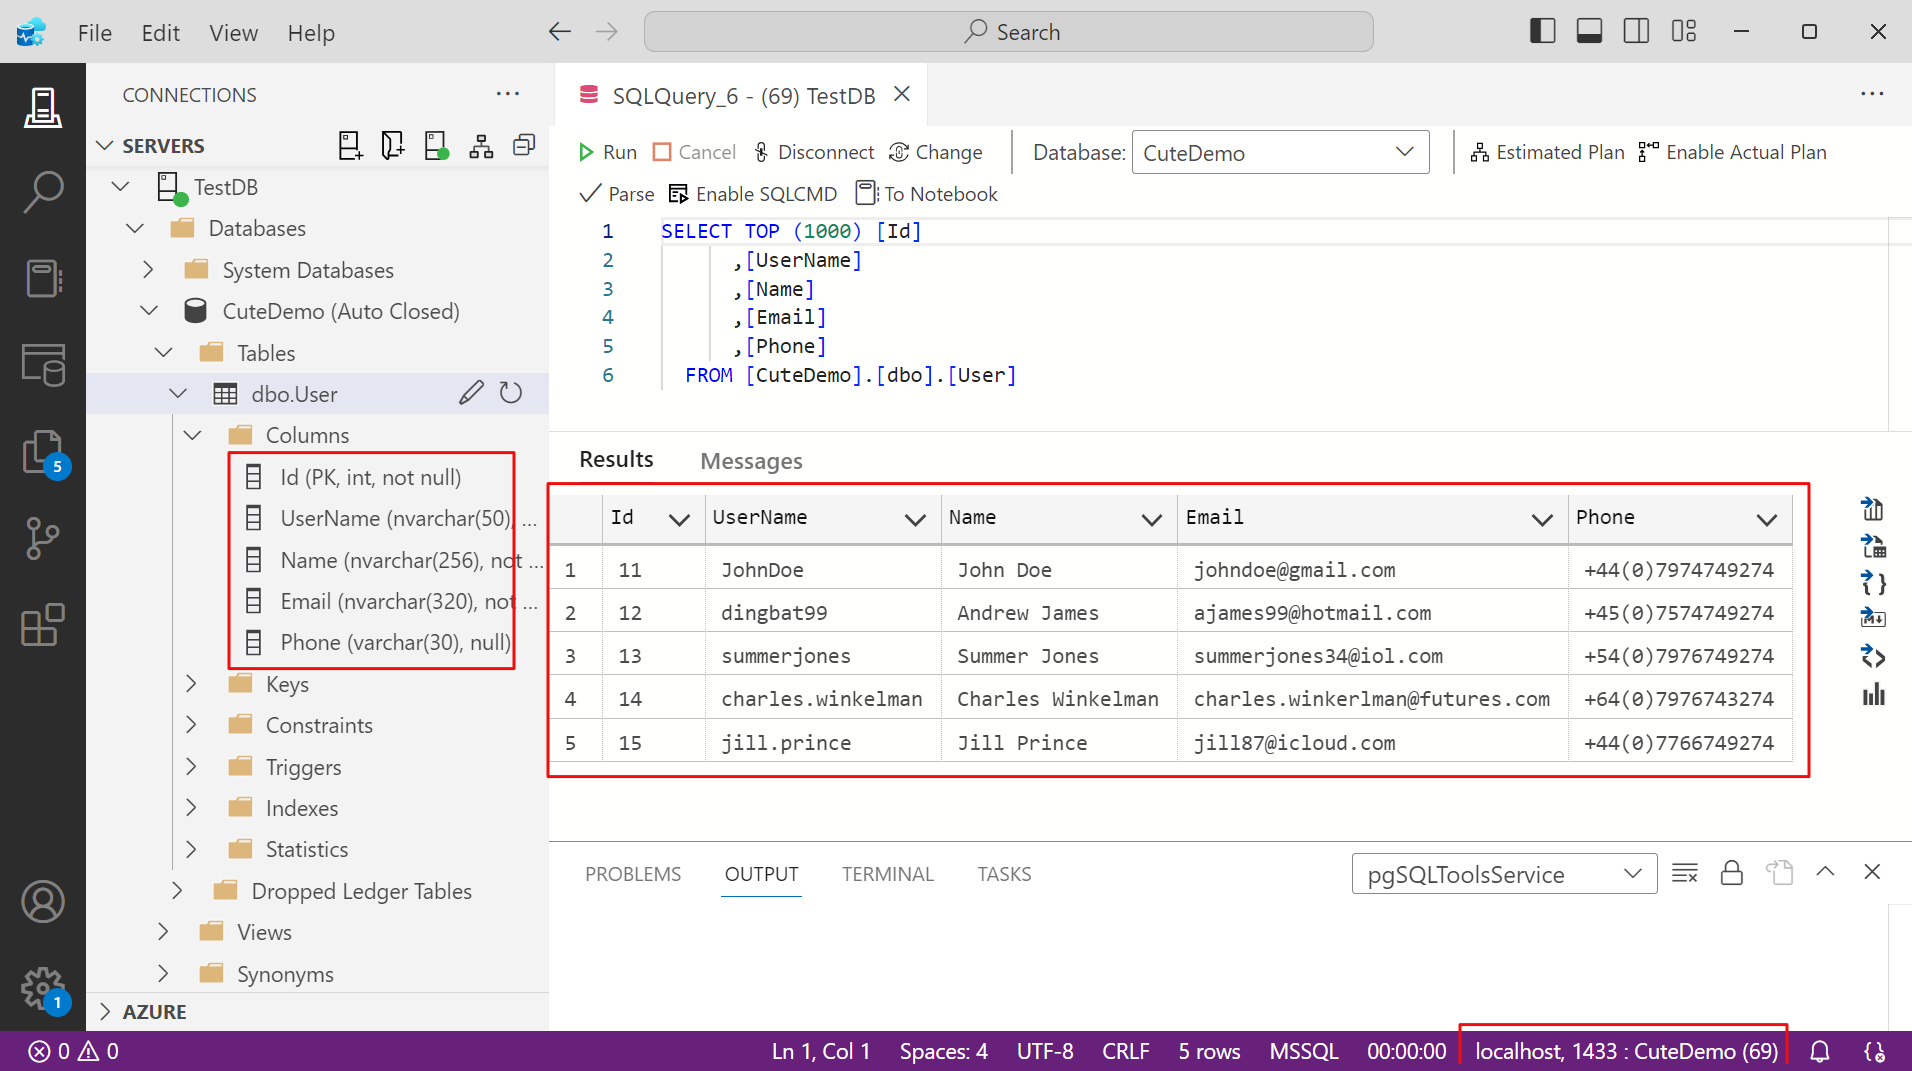 File Edit View Help
Search
CONNECTIONS
SERVERS
TestDB
Databases
System Databases
CuteDemo (Auto Closed)
Tables
dbo.User
Columns
Id (PK, int, not null)
UserName (nvarchar(50), ...
Name (nvarchar(256), not ...
Email (nvarchar(320), not ...
Phone (varchar(30), null)
Keys
Constraints
Triggers
Indexes
Statistics
Dropped Ledger Tables
Views
Synonyms
AZURE
5
1
SQLQuery_6 - (69) TestDB
Run Cancel Disconnect Change Database: CuteDemo Estimated Plan Enable Actual Plan
Parse Enable SQLCMD To Notebook
1 SELECT TOP (1000) [Id]
2 ,[UserName]
3 ,[Name]
4 ,[Email]
5 ,[Phone]
6 FROM [CuteDemo].[dbo].[User]
Results Messages
Id UserName Name Email Phone
1 11 JohnDoe John Doe johndoe@gmail.com +44(0)7974749274
2 12 dingbat99 Andrew James ajames99@hotmail.com +45(0)7574749274
3 13 summerjones Summer Jones summerjones34@iol.com +54(0)7976749274
4 14 charles.winkelman Charles Winkelman charles.winkerlman@futures.com +64(0)7976743274
5 15 jill.prince Jill Prince jill87@icloud.com +44(0)7766749274
PROBLEMS OUTPUT TERMINAL TASKS pgSQLToolsService
0 0 Ln 1, Col 1 Spaces: 4 UTF-8 CRLF 5 rows MSSQL 00:00:00 localhost, 1433 : CuteDemo (69)